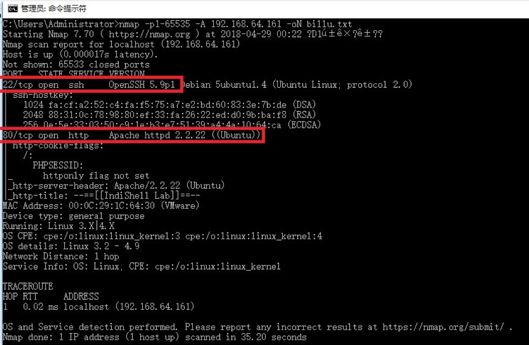 管理员: 命令提示符
C:\Users\Administrator>nmap -p1-65535 -A 192.168.64.161 -oN billu.txt
Starting Nmap 7.70 ( https://nmap.org ) at 2018-04-29 00:22
Nmap scan report for localhost (192.168.64.161)
Host is up (0.000017s latency).
Not shown: 65533 closed ports
PORT STATE SERVICE VERSION
22/tcp open ssh OpenSSH 5.9p1 Debian 5ubuntu1.4 (Ubuntu Linux; protocol 2.0)
| ssh-hostkey:
| 1024 fa:cf:a2:52:c4:fa:f5:75:a7:e2:bd:60:83:3e:7b:de (DSA)
| 2048 88:31:0c:78:98:80:ef:33:fa:26:22:ed:d0:9b:ba:f8 (RSA)
|_ 256 0e:5e:33:03:50:c9:1e:b3:e7:51:39:a4:4a:10:64:ca (ECDSA)
80/tcp open http Apache httpd 2.2.22 ((Ubuntu))
| http-cookie-flags:
| /:
| PHPSESSID:
|_ httponly flag not set
|_http-server-header: Apache/2.2.22 (Ubuntu)
|_http-title: --==[[IndiShell Lab]]==--
MAC Address: 00:0C:29:1C:64:30 (VMware)
Device type: general purpose
Running: Linux 3.X|4.X
OS CPE: cpe:/o:linux:linux_kernel:3 cpe:/o:linux:linux_kernel:4
OS details: Linux 3.2 - 4.9
Network Distance: 1 hop
Service Info: OS: Linux; CPE: cpe:/o:linux:linux_kernel
TRACEROUTE
HOP RTT ADDRESS
1 0.02 ms localhost (192.168.64.161)
OS and Service detection performed. Please report any incorrect results at https://nmap.org/submit/ .
Nmap done: 1 IP address (1 host up) scanned in 35.20 seconds